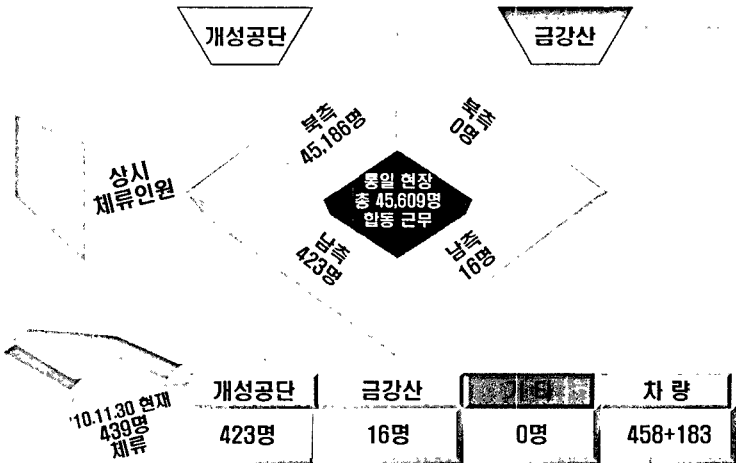 개성공단
금강산
북측
45,186명
북측
0명
상시
체류인원
통일 현장
총 45,609명
합동 근무
남측
423명
남측
16명
'10.11.30 현재
439명
체류
개성공단 금강산 기타 차 량
423명 16명 0명 458+183